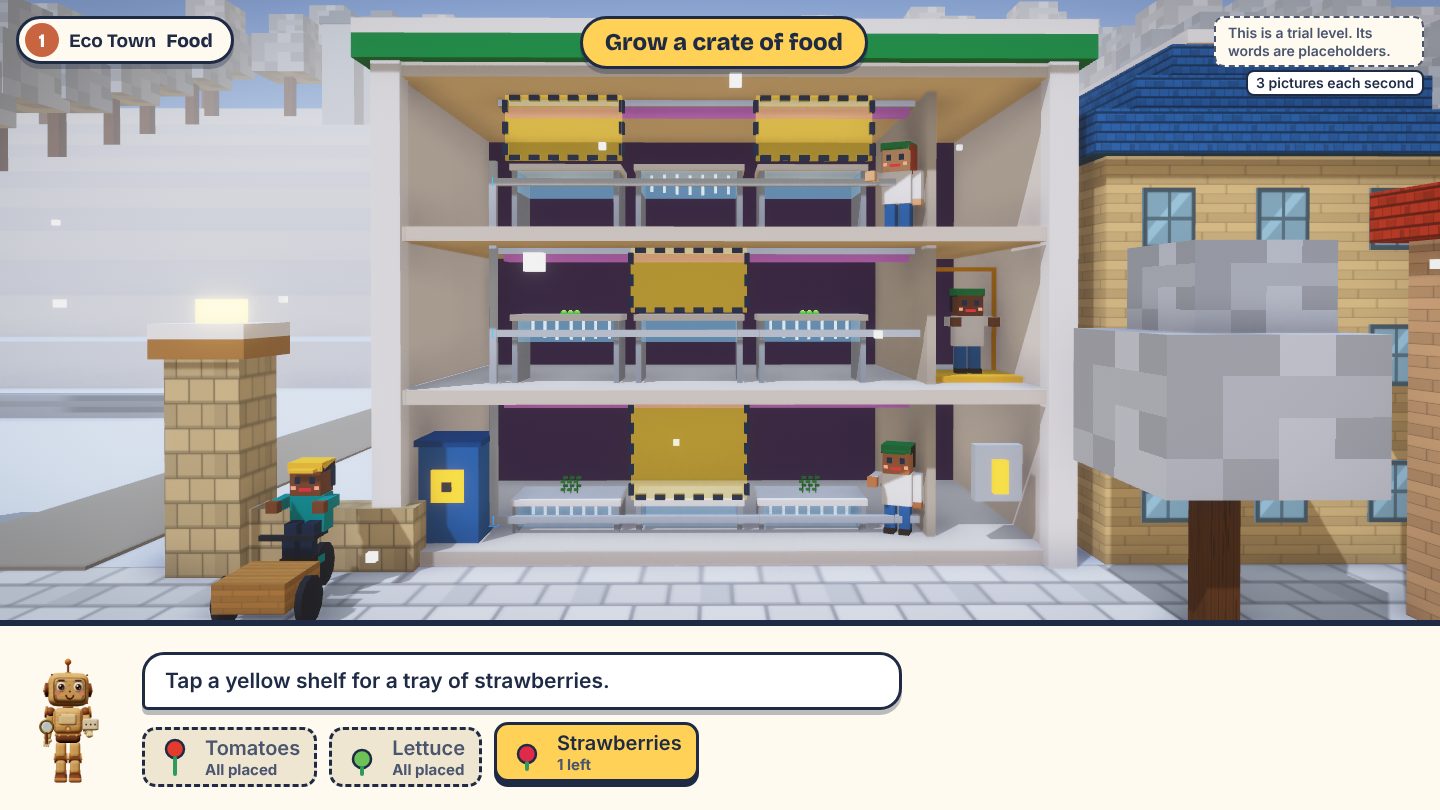 1 Eco Town Food
Grow a crate of food
This is a trial level. Its
words are placeholders.
3 pictures each second
Tap a yellow shelf for a tray of strawberries.
Tomatoes
All placed
Lettuce
All placed
Strawberries
1 left